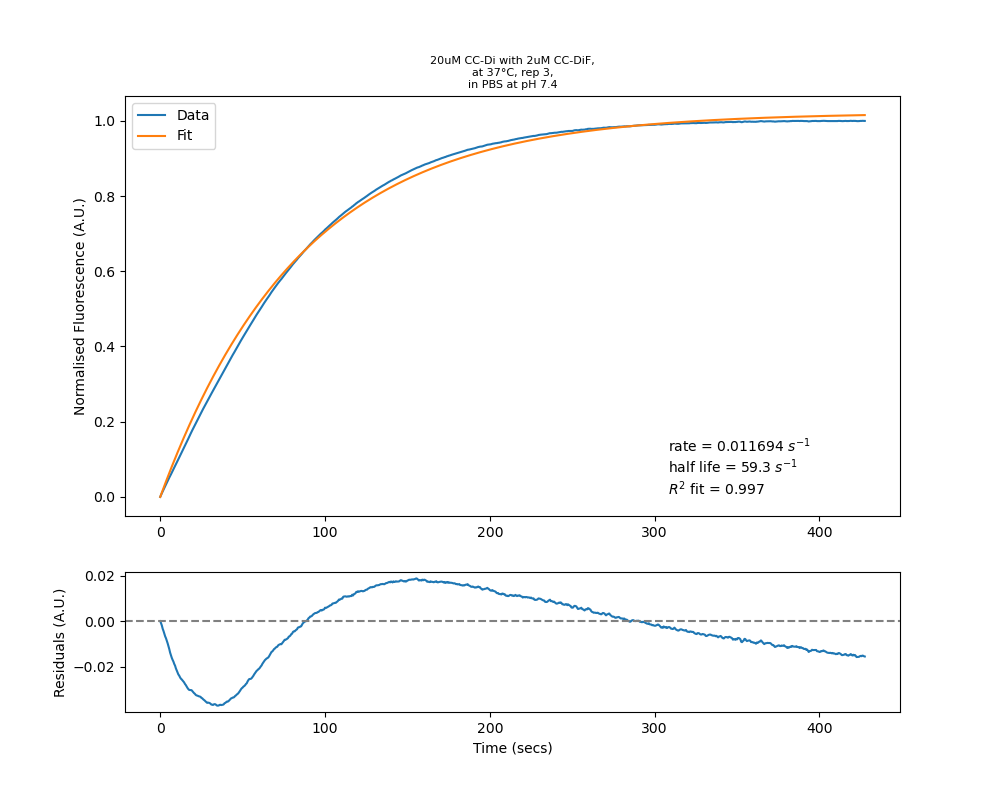 20uM CC-Di with 2uM CC-DiF,
at 37°C, rep 3,
in PBS at pH 7.4
Data
Fit
1.0
0.8
0.6
0.4
0.2
0.0
Normalised Fluorescence (A.U.)
rate = 0.011694 s⁻¹
half life = 59.3 s⁻¹
R² fit = 0.997
0
100
200
300
400
0.02
0.00
−0.02
Residuals (A.U.)
0
100
200
300
400
Time (secs)